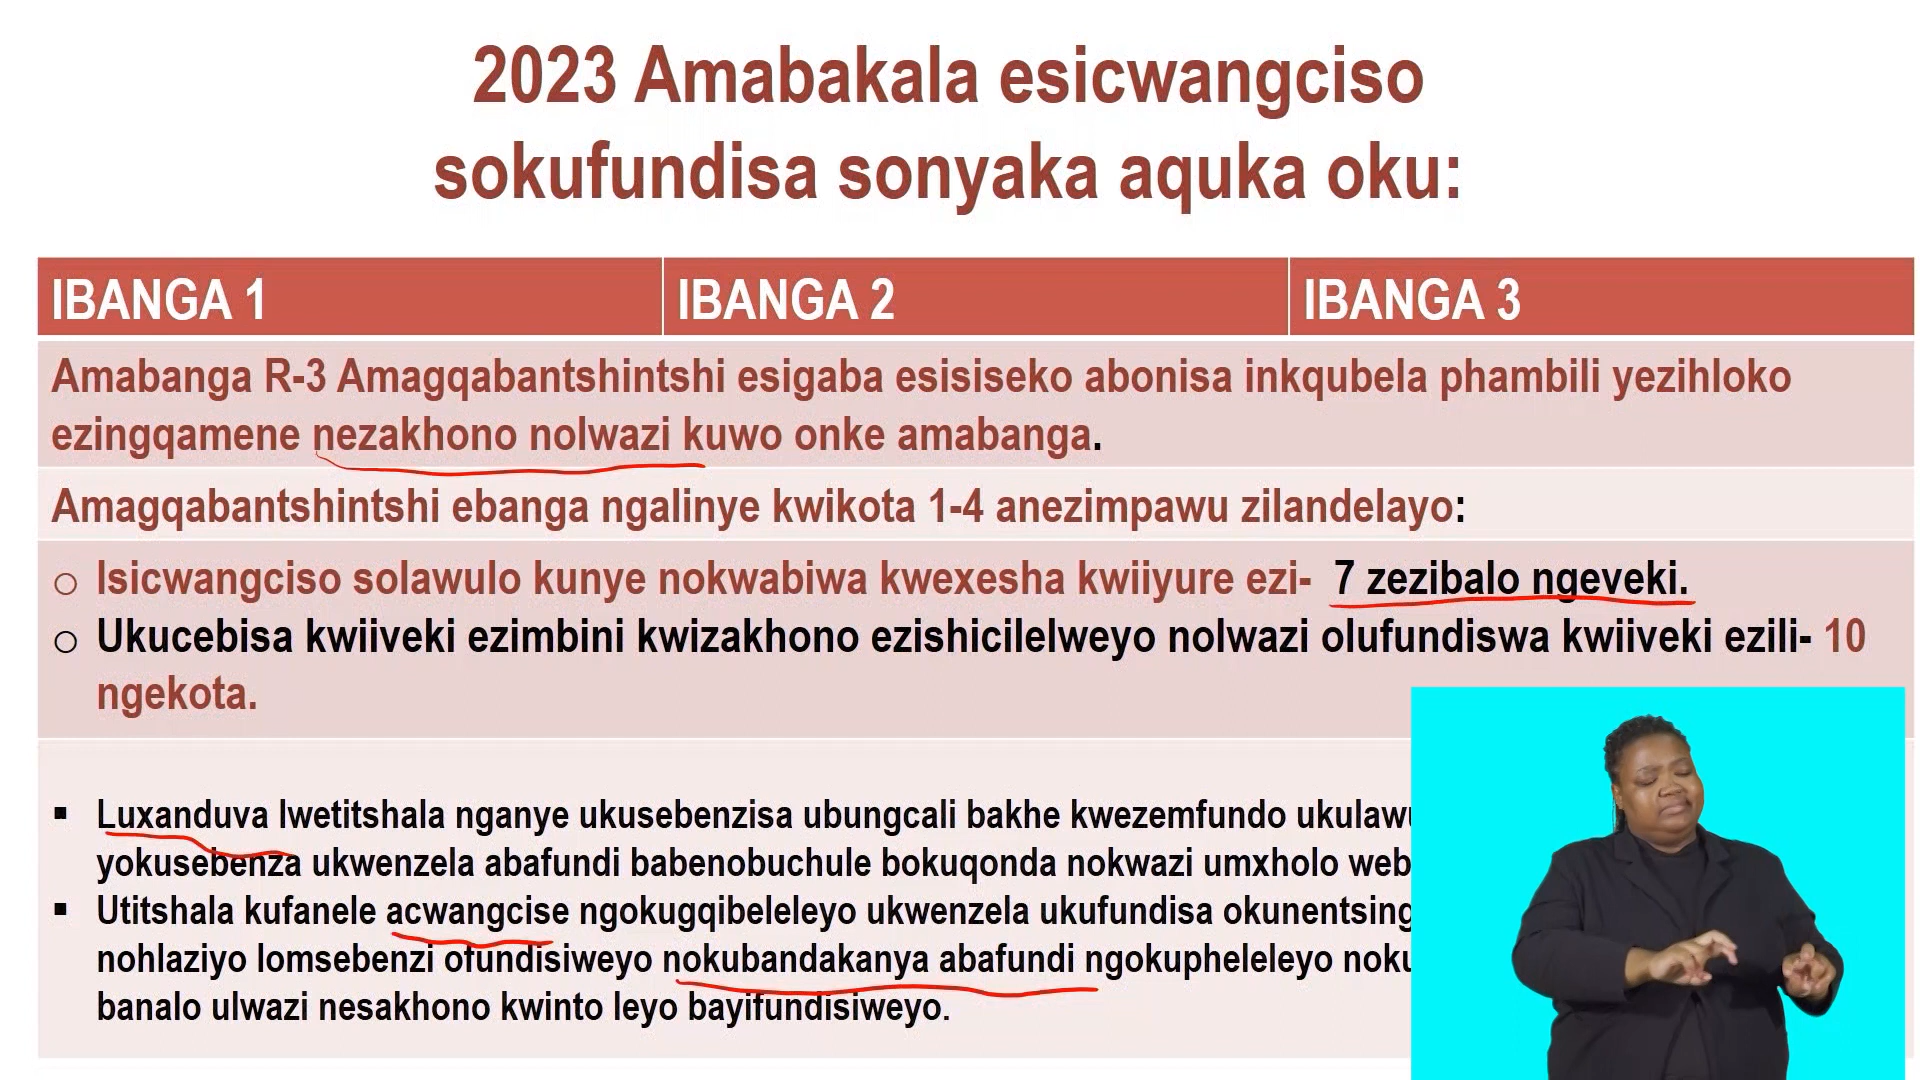 2023 Amabakala esicwangciso
sokufundisa sonyaka aquka oku:
IBANGA 1 IBANGA 2 IBANGA 3
Amabanga R-3 Amagqabantshintshi esigaba esisiseko abonisa inkqubela phambili yezihloko
ezingqamene nezakhono nolwazi kuwo onke amabanga.
Amagqabantshintshi ebanga ngalinye kwikota 1-4 anezimpawu zilandelayo:
o Isicwangciso solawulo kunye nokwabiwa kwexesha kwiiyure ezi- 7 zezibalo ngeveki.
o Ukucebisa kwiiveki ezimbini kwizakhono ezishicilelweyo nolwazi olufundiswa kwiiveki ezili- 10
ngekota.
▪ Luxanduva lwetitshala nganye ukusebenzisa ubungcali bakhe kwezemfundo
yokusebenza ukwenzela abafundi babenobuchule bokuqonda nokwazi umxholo
▪ Utitshala kufanele acwangcise ngokugqibeleleyo ukwenzela ukufundisa
nohlaziyo lomsebenzi ofundisiweyo nokubandakanya abafundi ngokupheleleyo
banalo ulwazi nesakhono kwinto leyo bayifundisiweyo.